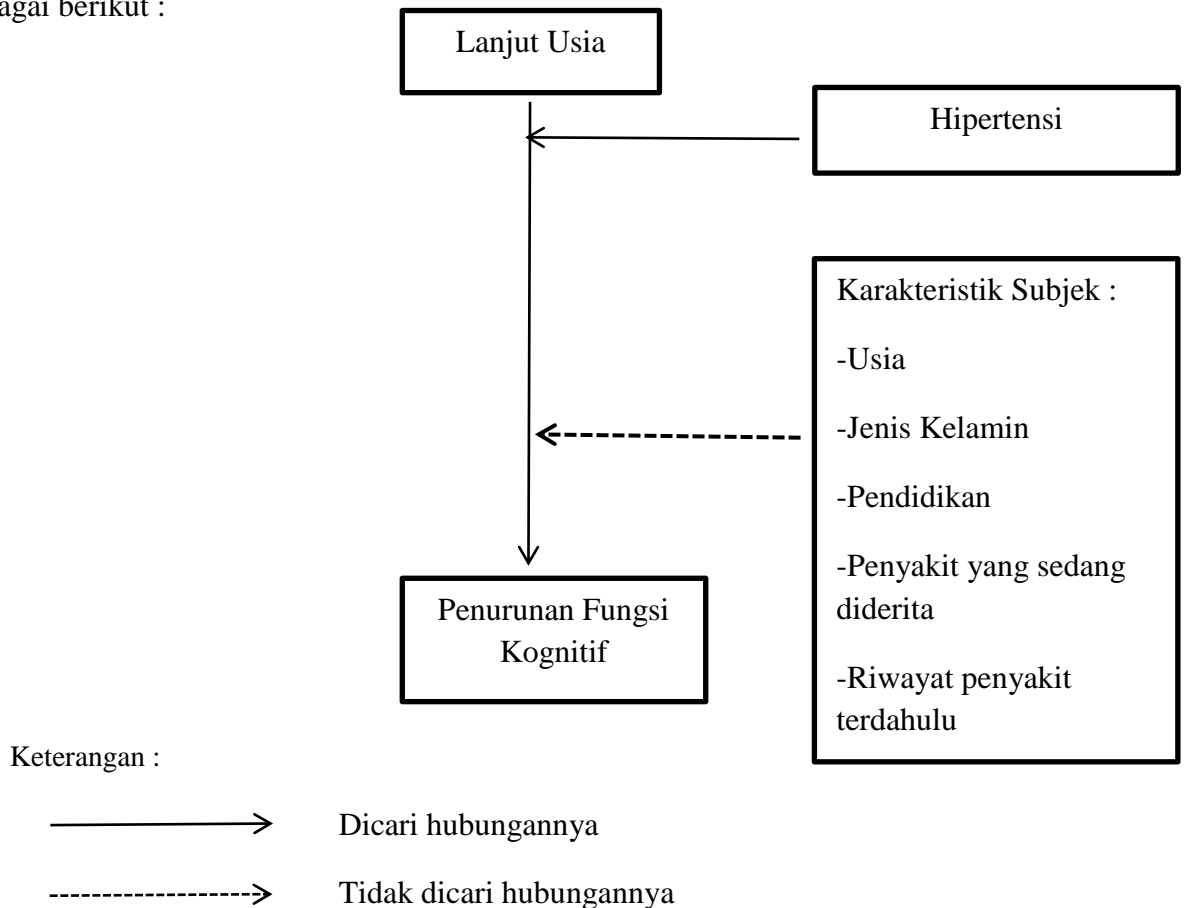 berikut :
Lanjut Usia
Hipertensi
Karakteristik Subjek :
-Usia
-Jenis Kelamin
-Pendidikan
-Penyakit yang sedang
diderita
-Riwayat penyakit
terdahulu
Penurunan Fungsi
Kognitif
Keterangan :
Dicari hubungannya
Tidak dicari hubungannya